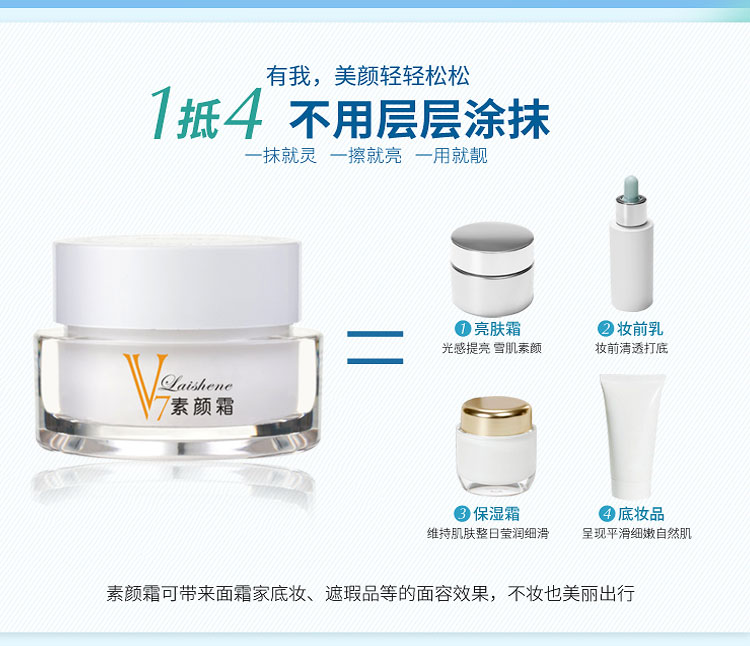 有我，美颜轻轻松松
1抵4 不用层层涂抹
一抹就灵 一擦就亮 一用就靓
V7 Laishene
素颜霜
1 亮肤霜
光感提亮 雪肌素颜
2 妆前乳
妆前清透打底
3 保湿霜
维持肌肤整日莹润细滑
4 底妆品
呈现平滑细嫩自然肌
素颜霜可带来面霜家底妆、遮瑕品等的面容效果，不妆也美丽出行